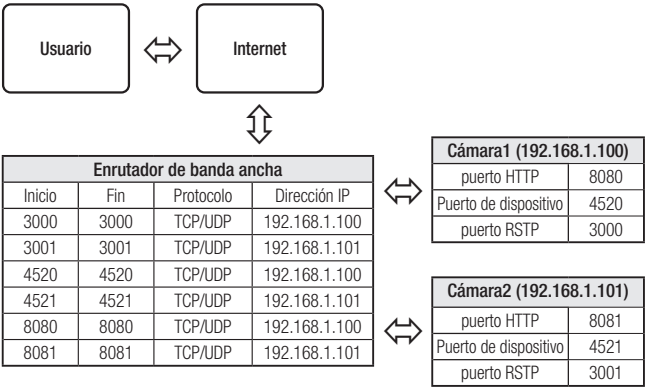 Usuario
Internet
Enrutador de banda ancha
Inicio Fin Protocolo Dirección IP
3000 3000 TCP/UDP 192.168.1.100
3001 3001 TCP/UDP 192.168.1.101
4520 4520 TCP/UDP 192.168.1.100
4521 4521 TCP/UDP 192.168.1.101
8080 8080 TCP/UDP 192.168.1.100
8081 8081 TCP/UDP 192.168.1.101
Cámara1 (192.168.1.100)
puerto HTTP 8080
Puerto de dispositivo 4520
puerto RSTP 3000
Cámara2 (192.168.1.101)
puerto HTTP 8081
Puerto de dispositivo 4521
puerto RSTP 3001